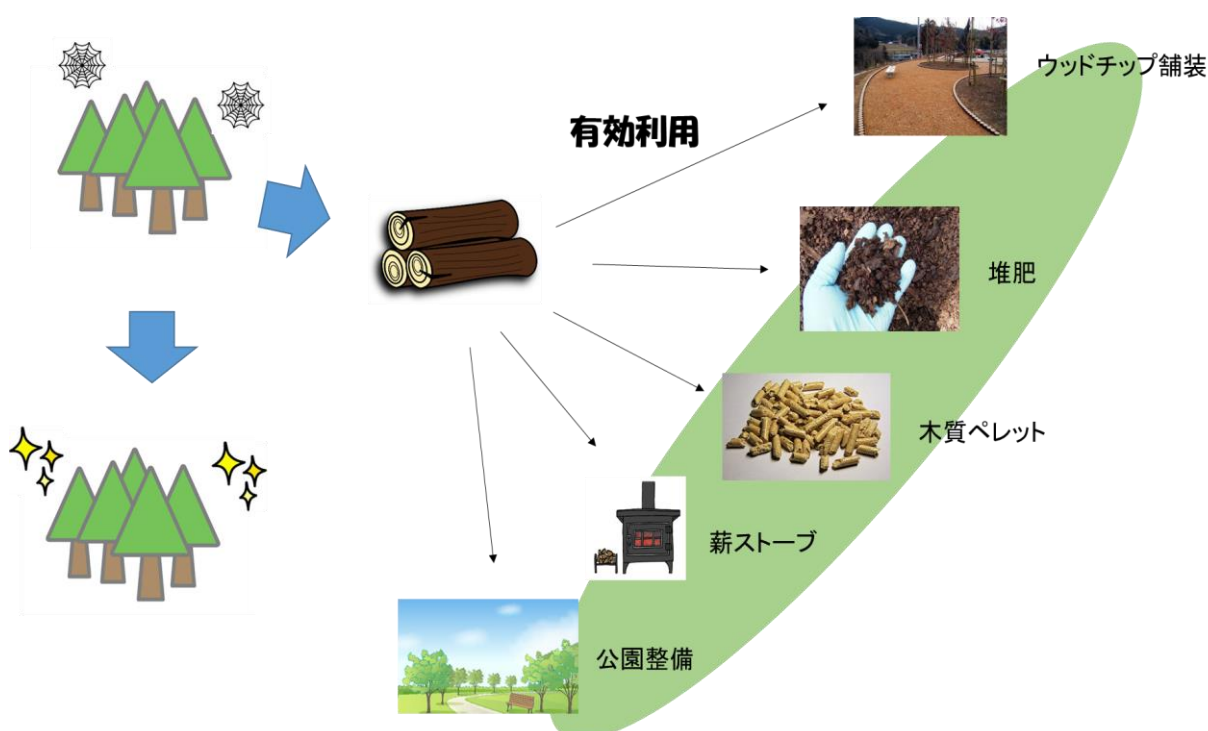 有効利用
ウッドチップ舗装
堆肥
木質ペレット
薪ストーブ
公園整備